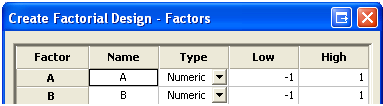 Create Factorial Design - Factors
Factor Name Type Low High
A A Numeric -1 1
B B Numeric -1 1